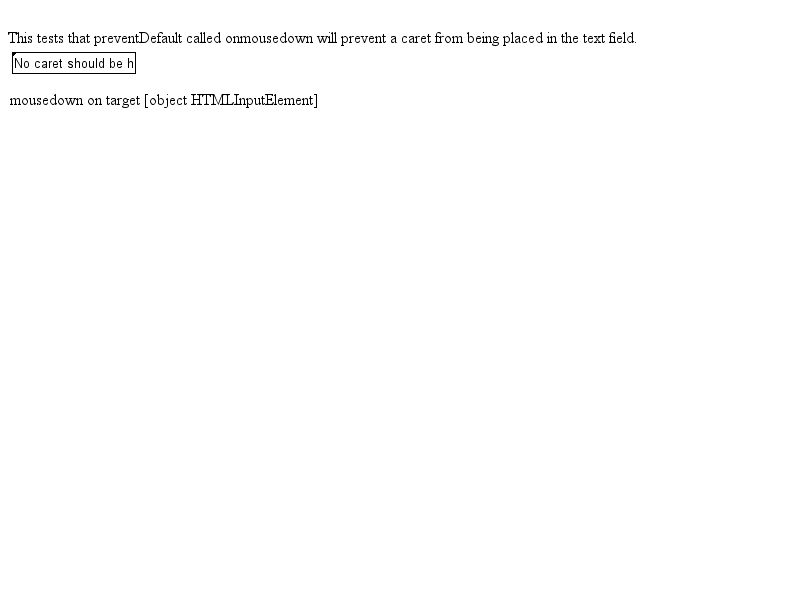 This tests that preventDefault called onmousedown will prevent a caret from being placed in the text field.
No caret should be h
mousedown on target [object HTMLInputElement]